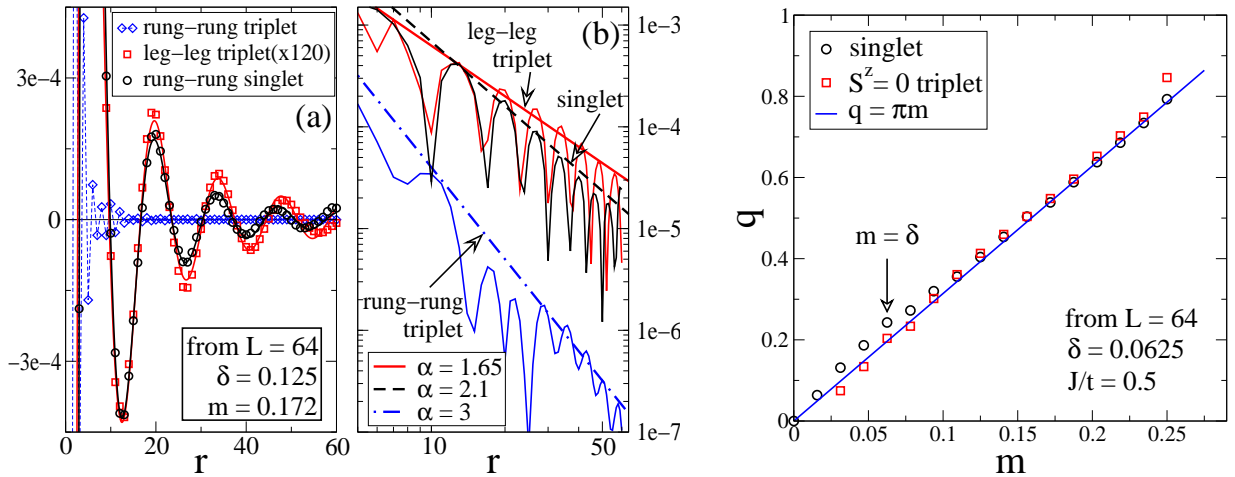 rung-rung triplet
leg-leg triplet(x120)
rung-rung singlet
(a)
3e-4
0
-3e-4
from L = 64
δ = 0.125
m = 0.172
0 20 40 60
r
(b)
leg-leg
triplet
singlet
rung-rung
triplet
α = 1.65
α = 2.1
α = 3
1e-3
1e-4
1e-5
1e-6
1e-7
10 50
r
singlet
S^z = 0 triplet
q = πm
m = δ
from L = 64
δ = 0.0625
J/t = 0.5
1
0.8
0.6
0.4
0.2
0
q
0 0.05 0.1 0.15 0.2 0.25
m